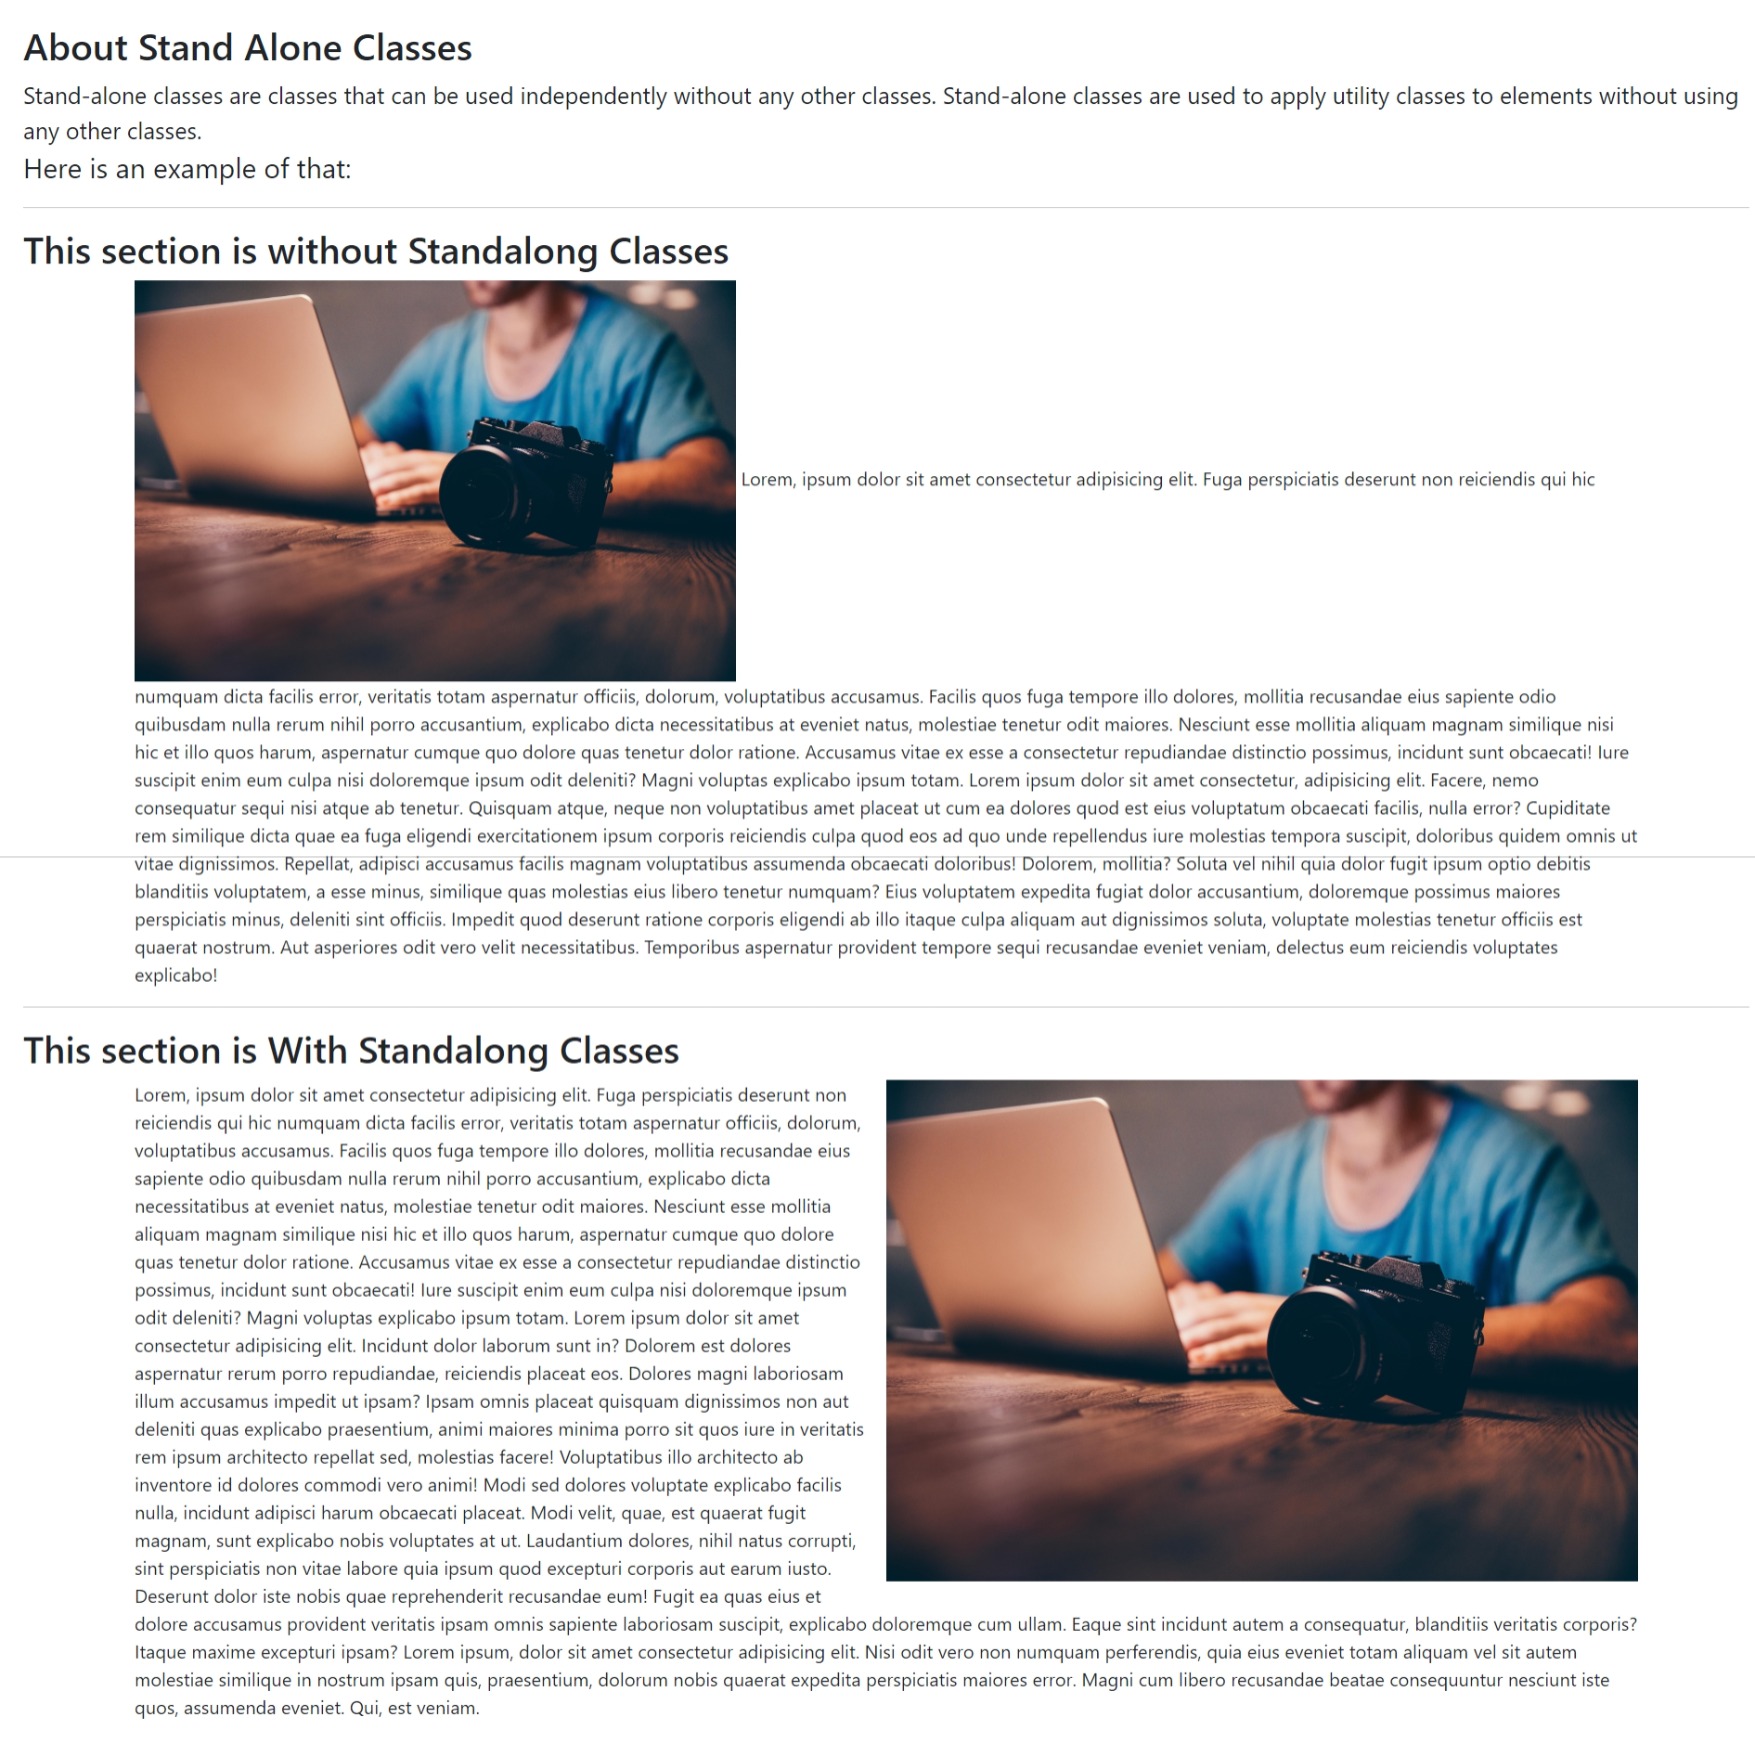 About Stand Alone Classes
Stand-alone classes are classes that can be used independently without any other classes. Stand-alone classes are used to apply utility classes to elements without using
any other classes.
Here is an example of that:
This section is without Standalong Classes
Lorem, ipsum dolor sit amet consectetur adipisicing elit. Fuga perspiciatis deserunt non reiciendis qui hic
numquam dicta facilis error, veritatis totam aspernatur officiis, dolorum, voluptatibus accusamus. Facilis quos fuga tempore illo dolores, mollitia recusandae eius sapiente odio
quibusdam nulla rerum nihil porro accusantium, explicabo dicta necessitatibus at eveniet natus, molestiae tenetur odit maiores. Nesciunt esse mollitia aliquam magnam similique nisi
hic et illo quos harum, aspernatur cumque quo dolore quas tenetur dolor ratione. Accusamus vitae ex esse a consectetur repudiandae distinctio possimus, incidunt sunt obcaecati! Iure
suscipit enim eum culpa nisi doloremque ipsum odit deleniti? Magni voluptas explicabo ipsum totam. Lorem ipsum dolor sit amet consectetur, adipisicing elit. Facere, nemo
consequatur sequi nisi atque ab tenetur. Quisquam atque, neque non voluptatibus amet placeat ut cum ea dolores quod est eius voluptatum obcaecati facilis, nulla error? Cupiditate
rem similique dicta quae ea fuga eligendi exercitationem ipsum corporis reiciendis culpa quod eos ad quo unde repellendus iure molestias tempora suscipit, doloribus quidem omnis ut
vitae dignissimos. Repellat, adipisci accusamus facilis magnam voluptatibus assumenda obcaecati doloribus! Dolorem, mollitia? Soluta vel nihil quia dolor fugit ipsum optio debitis
blanditiis voluptatem, a esse minus, similique quas molestias eius libero tenetur numquam? Eius voluptatem expedita fugiat dolor accusantium, doloremque possimus maiores
perspiciatis minus, deleniti sint officiis. Impedit quod deserunt ratione corporis eligendi ab illo itaque culpa aliquam aut dignissimos soluta, voluptate molestias tenetur officiis est
quaerat nostrum. Aut asperiores odit vero velit necessitatibus. Temporibus aspernatur provident tempore sequi recusandae eveniet veniam, delectus eum reiciendis voluptates
explicabo!
This section is With Standalong Classes
Lorem, ipsum dolor sit amet consectetur adipisicing elit. Fuga perspiciatis deserunt non
reiciendis qui hic numquam dicta facilis error, veritatis totam aspernatur officiis, dolorum,
voluptatibus accusamus. Facilis quos fuga tempore illo dolores, mollitia recusandae eius
sapiente odio quibusdam nulla rerum nihil porro accusantium, explicabo dicta
necessitatibus at eveniet natus, molestiae tenetur odit maiores. Nesciunt esse mollitia
aliquam magnam similique nisi hic et illo quos harum, aspernatur cumque quo dolore
quas tenetur dolor ratione. Accusamus vitae ex esse a consectetur repudiandae distinctio
possimus, incidunt sunt obcaecati! Iure suscipit enim eum culpa nisi doloremque ipsum
odit deleniti? Magni voluptas explicabo ipsum totam. Lorem ipsum dolor sit amet
consectetur adipisicing elit. Incidunt dolor laborum sunt in? Dolorem est dolores
aspernatur rerum porro repudiandae, reiciendis placeat eos. Dolores magni laboriosam
illum accusamus impedit ut ipsam? Ipsam omnis placeat quisquam dignissimos non aut
deleniti quas explicabo praesentium, animi maiores minima porro sit quos iure in veritatis
rem ipsum architecto repellat sed, molestias facere! Voluptatibus illo architecto ab
inventore id dolores commodi vero animi! Modi sed dolores voluptate explicabo facilis
nulla, incidunt adipisci harum obcaecati placeat. Modi velit, quae, est quaerat fugit
magnam, sunt explicabo nobis voluptates at ut. Laudantium dolores, nihil natus corrupti,
sint perspiciatis non vitae labore quia ipsum quod excepturi corporis aut earum iusto.
Deserunt dolor iste nobis quae reprehenderit recusandae eum! Fugit ea quas eius et
dolore accusamus provident veritatis ipsam omnis sapiente laboriosam suscipit, explicabo doloremque cum ullam. Eaque sint incidunt autem a consequatur, blanditiis veritatis corporis?
Itaque maxime excepturi ipsam? Lorem ipsum, dolor sit amet consectetur adipisicing elit. Nisi odit vero non numquam perferendis, quia eius eveniet totam aliquam vel sit autem
molestiae similique in nostrum ipsam quis, praesentium, dolorum nobis quaerat expedita perspiciatis maiores error. Magni cum libero recusandae beatae consequuntur nesciunt iste
quos, assumenda eveniet. Qui, est veniam.